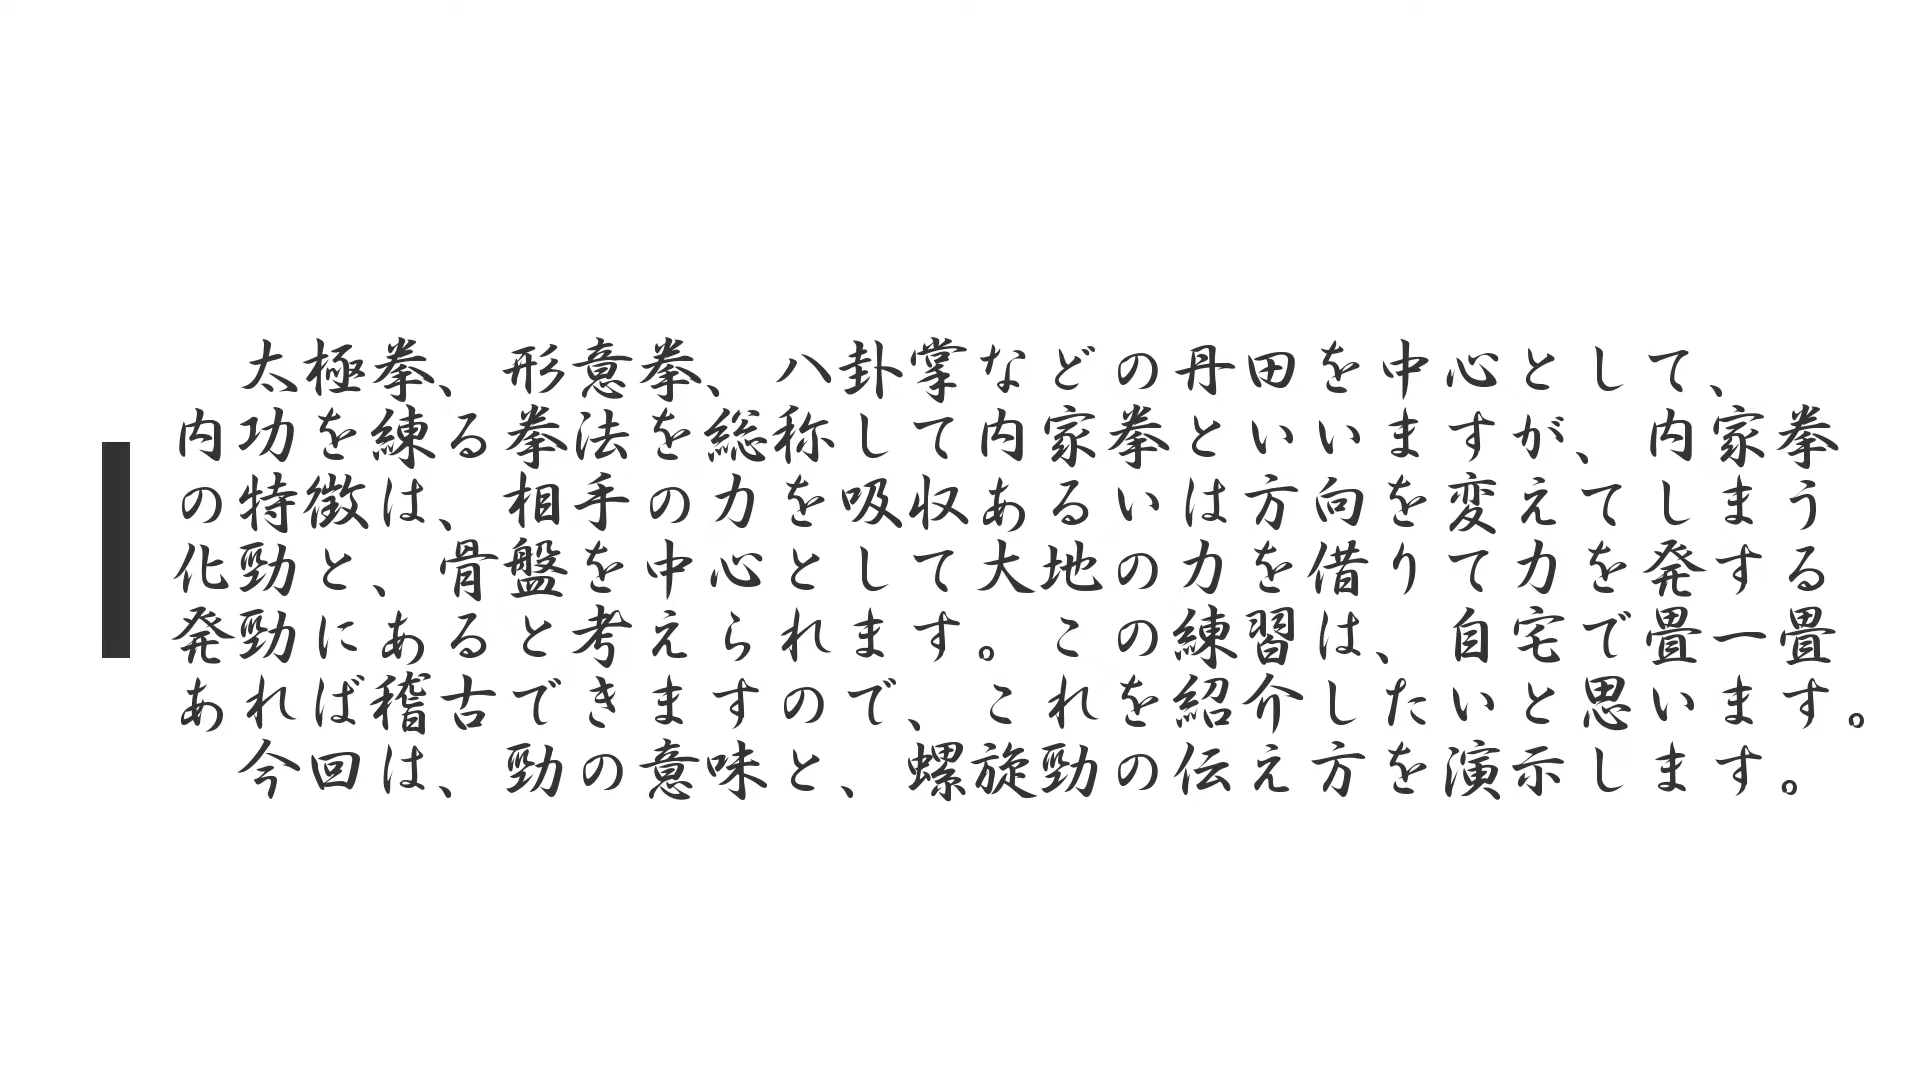 太極拳、形意拳、八卦掌などの丹田を中心として、
内功を練る拳法を総称して内家拳といいますが、内家拳
の特徴は、相手の力を吸収あるいは方向を変えてしまう
化勁と、骨盤を中心として大地の力を借りて力を発する
発勁にあると考えられます。この練習は、自宅で畳一畳
あれば稽古できますので、これを紹介したいと思います。
今回は、勁の意味と、螺旋勁の伝え方を演示します。